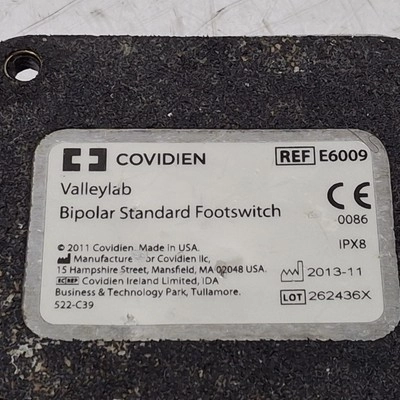 COVIDIEN
REF E6009
Valleylab
Bipolar Standard Footswitch
CE
0086
IPX8
© 2011 Covidien. Made in USA.
Manufacture for Covidien llc,
15 Hampshire Street, Mansfield, MA 02048 USA.
EC REP Covidien Ireland Limited, IDA
Business & Technology Park, Tullamore.
522-C39
2013-11
LOT 262436X